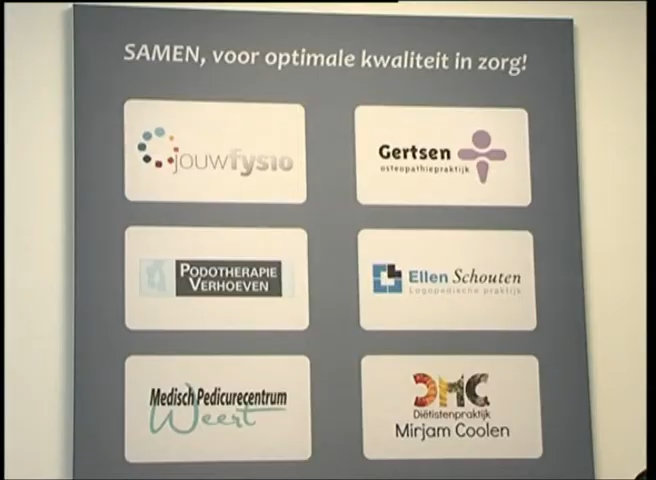 SAMEN, voor optimale kwaliteit in zorg!
jouwfysio
Gertsen
osteopathiepraktijk
PODOTHERAPIE
VERHOEVEN
Ellen Schouten
Logopedische praktijk
Medisch Pedicurecentrum
Weert
DMC
Diëtistenpraktijk
Mirjam Coolen